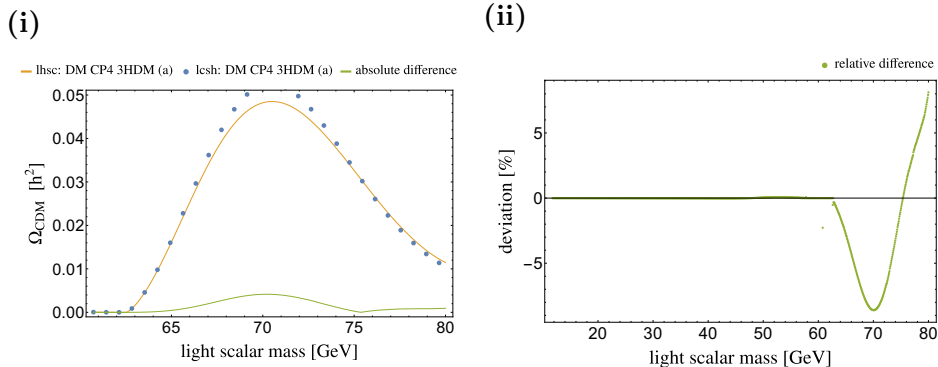 (i)
lhsc: DM CP4 3HDM (a) lcsh: DM CP4 3HDM (a) absolute difference
0.05
0.04
0.03
0.02
0.01
0.00
Ω_CDM [h²]
65 70 75 80
light scalar mass [GeV]
(ii)
relative difference
5
0
−5
deviation [%]
20 30 40 50 60 70 80
light scalar mass [GeV]